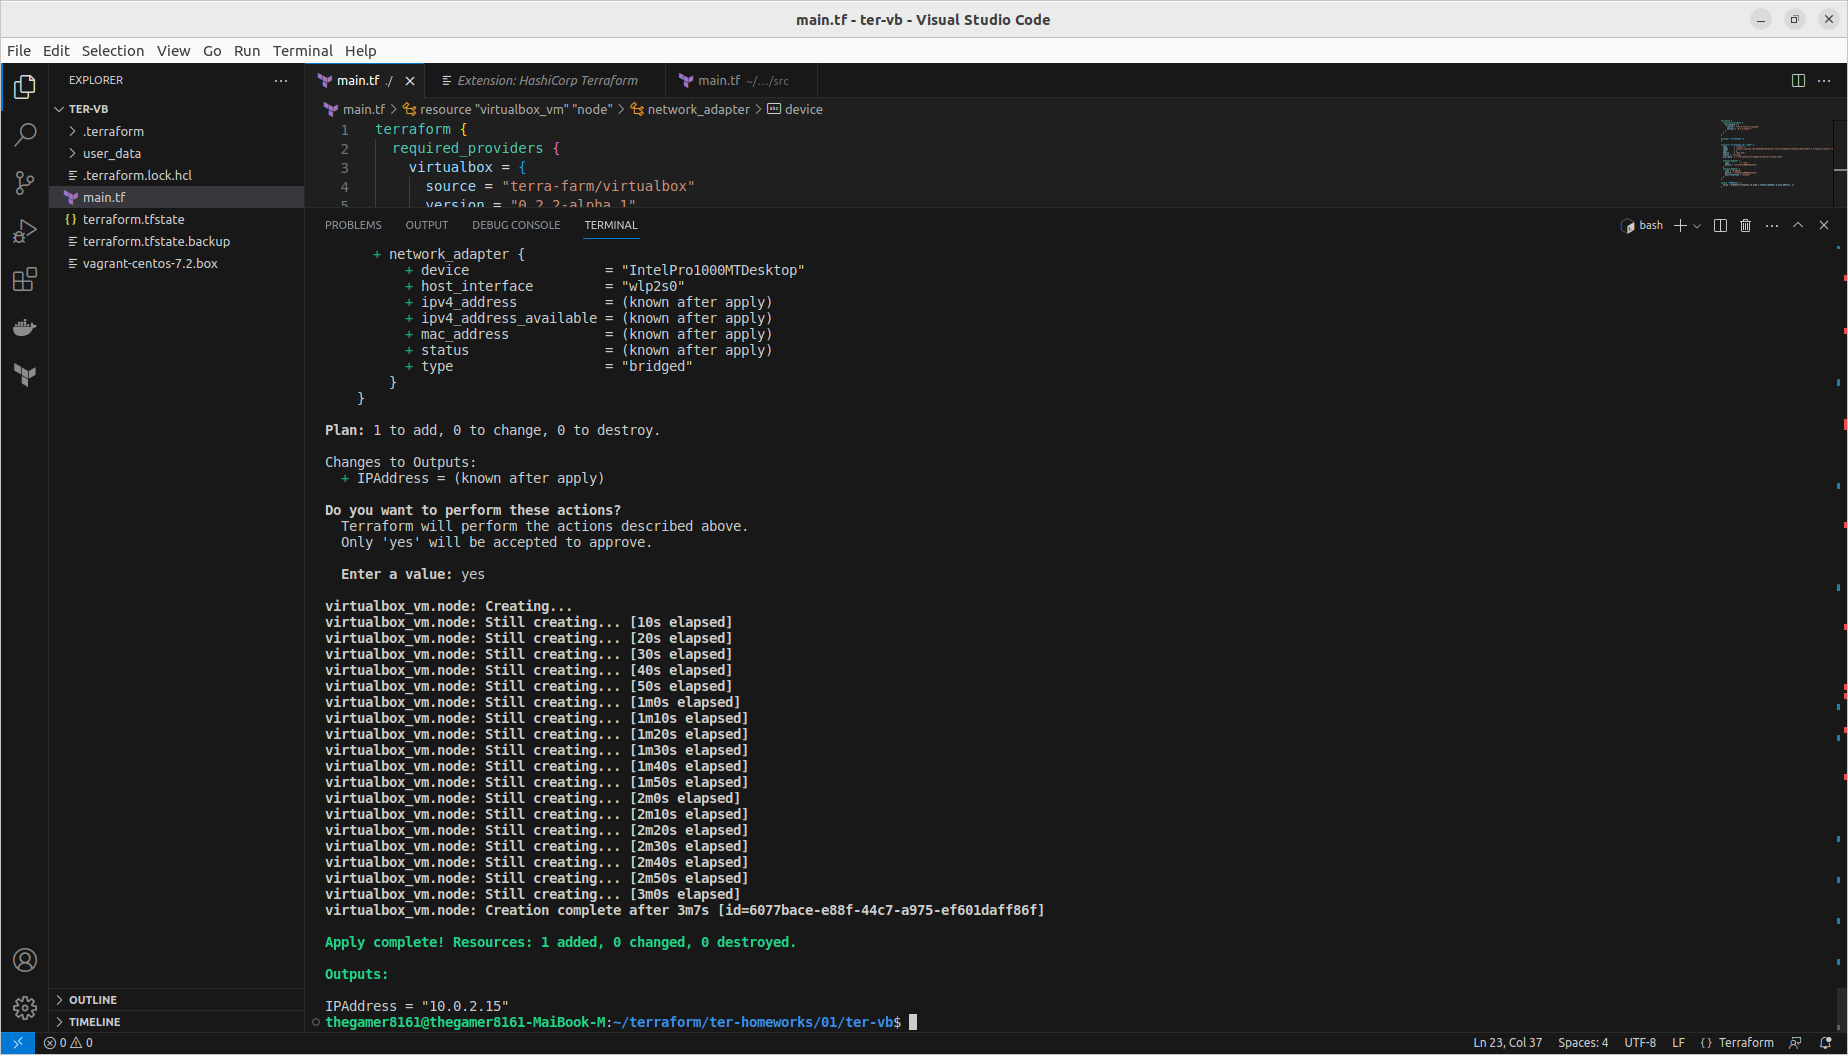 main.tf - ter-vb - Visual Studio Code
File Edit Selection View Go Run Terminal Help
EXPLORER
TER-VB
.terraform
user_data
.terraform.lock.hcl
main.tf
terraform.tfstate
terraform.tfstate.backup
vagrant-centos-7.2.box
OUTLINE
TIMELINE
main.tf ./ Extension: HashiCorp Terraform main.tf ~/.../src
main.tf > resource "virtualbox_vm" "node" > network_adapter > device
1 terraform {
2 required_providers {
3 virtualbox = {
4 source = "terra-farm/virtualbox"
5 version = "0.2.2-alpha.1"
PROBLEMS OUTPUT DEBUG CONSOLE TERMINAL bash
+ network_adapter {
+ device = "IntelPro1000MTDesktop"
+ host_interface = "wlp2s0"
+ ipv4_address = (known after apply)
+ ipv4_address_available = (known after apply)
+ mac_address = (known after apply)
+ status = (known after apply)
+ type = "bridged"
}
}
Plan: 1 to add, 0 to change, 0 to destroy.
Changes to Outputs:
+ IPAddress = (known after apply)
Do you want to perform these actions?
Terraform will perform the actions described above.
Only 'yes' will be accepted to approve.
Enter a value: yes
virtualbox_vm.node: Creating...
virtualbox_vm.node: Still creating... [10s elapsed]
virtualbox_vm.node: Still creating... [20s elapsed]
virtualbox_vm.node: Still creating... [30s elapsed]
virtualbox_vm.node: Still creating... [40s elapsed]
virtualbox_vm.node: Still creating... [50s elapsed]
virtualbox_vm.node: Still creating... [1m0s elapsed]
virtualbox_vm.node: Still creating... [1m10s elapsed]
virtualbox_vm.node: Still creating... [1m20s elapsed]
virtualbox_vm.node: Still creating... [1m30s elapsed]
virtualbox_vm.node: Still creating... [1m40s elapsed]
virtualbox_vm.node: Still creating... [1m50s elapsed]
virtualbox_vm.node: Still creating... [2m0s elapsed]
virtualbox_vm.node: Still creating... [2m10s elapsed]
virtualbox_vm.node: Still creating... [2m20s elapsed]
virtualbox_vm.node: Still creating... [2m30s elapsed]
virtualbox_vm.node: Still creating... [2m40s elapsed]
virtualbox_vm.node: Still creating... [2m50s elapsed]
virtualbox_vm.node: Still creating... [3m0s elapsed]
virtualbox_vm.node: Creation complete after 3m7s [id=6077bace-e88f-44c7-a975-ef601daff86f]
Apply complete! Resources: 1 added, 0 changed, 0 destroyed.
Outputs:
IPAddress = "10.0.2.15"
thegamer8161@thegamer8161-MaiBook-M:~/terraform/ter-homeworks/01/ter-vb$
0 0 Ln 23, Col 37 Spaces: 4 UTF-8 LF {} Terraform